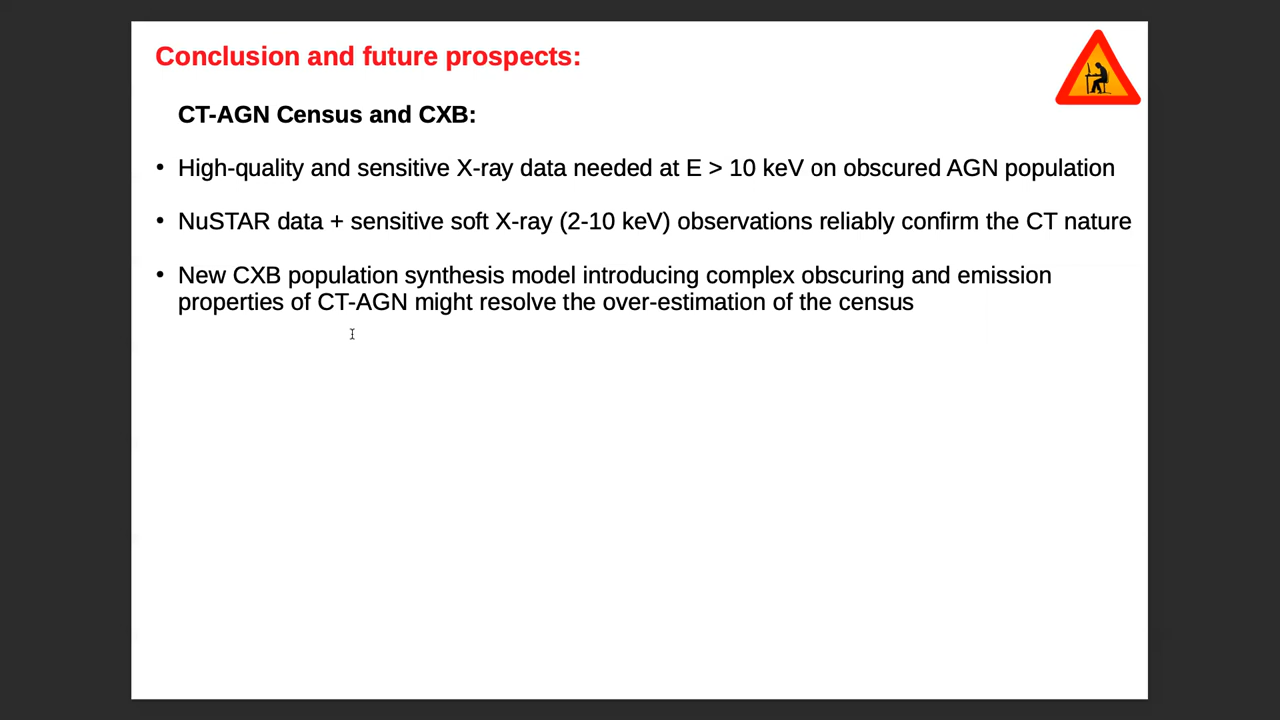 Conclusion and future prospects:
CT-AGN Census and CXB:
• High-quality and sensitive X-ray data needed at E > 10 keV on obscured AGN population
• NuSTAR data + sensitive soft X-ray (2-10 keV) observations reliably confirm the CT nature
• New CXB population synthesis model introducing complex obscuring and emission
properties of CT-AGN might resolve the over-estimation of the census